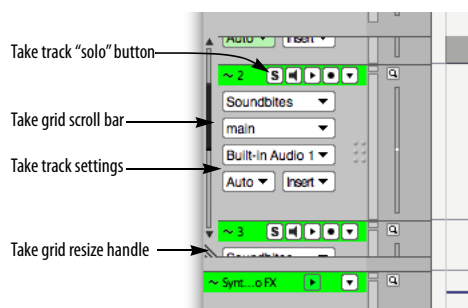 Auto Insert
Take track “solo” button
~ 2 S
Soundbites
Take grid scroll bar
main
Built-in Audio 1
Take track settings
Auto Insert
~ 3 S
Take grid resize handle
Soundbites
~ Synt...o FX